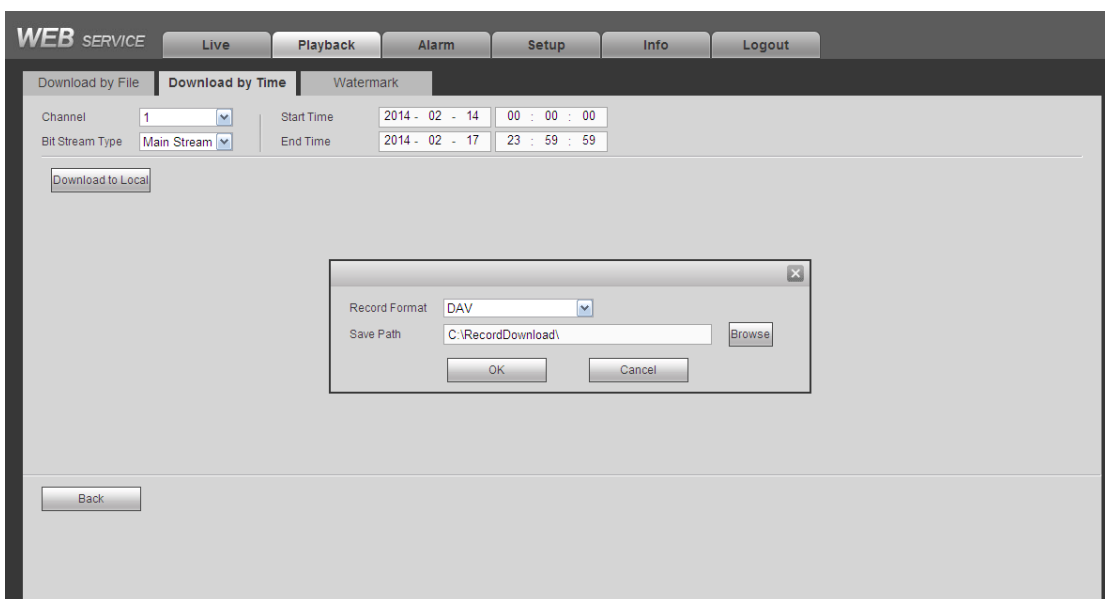 WEB SERVICE Live Playback Alarm Setup Info Logout
Download by File Download by Time Watermark
Channel 1 Start Time 2014 - 02 - 14 00 : 00 : 00
Bit Stream Type Main Stream End Time 2014 - 02 - 17 23 : 59 : 59
Download to Local
Record Format DAV
Save Path C:\RecordDownload\ Browse
OK Cancel
Back